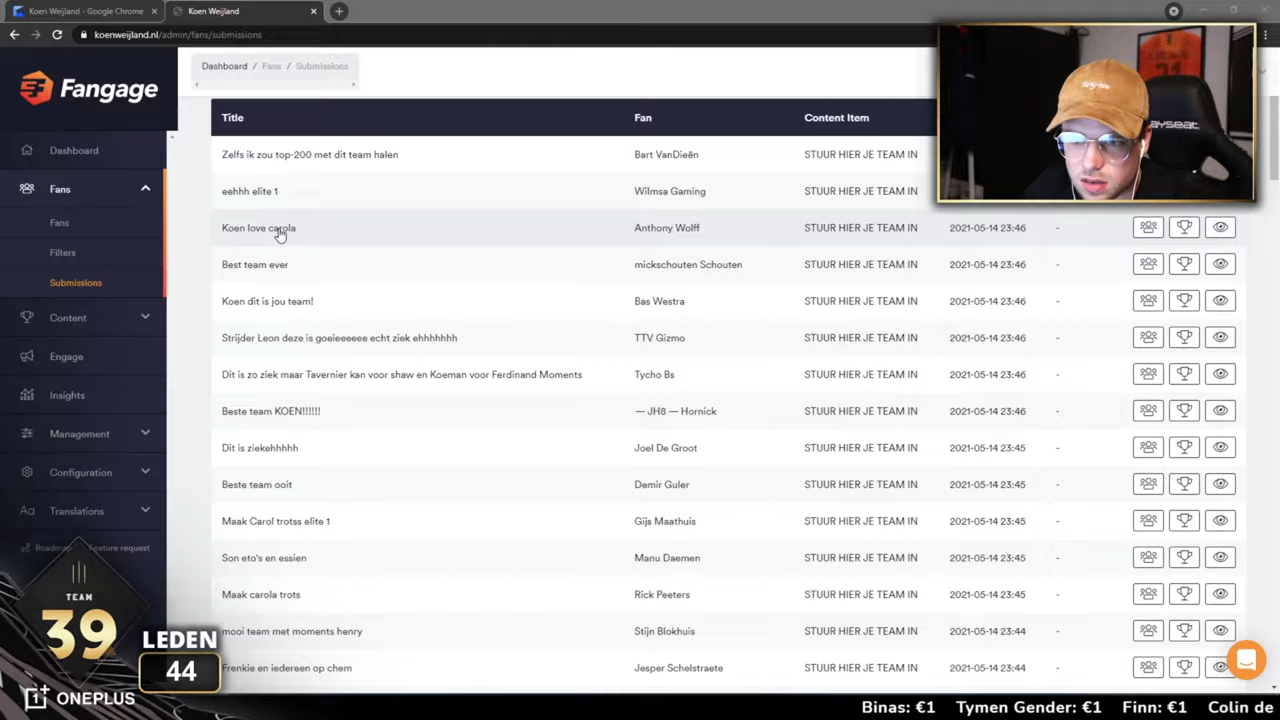 Koen Weijland - Google Chrome
Koen Weijland
koenweijland.nl/admin/fans/submissions
Fangage
Dashboard / Fans / Submissions
Dashboard
Fans
Fans
Filters
Submissions
Content
Engage
Insights
Management
Configuration
Translations
Roadmap
Feature request
Title Fan Content Item
Zelfs ik zou top-200 met dit team halen Bart VanDieën STUUR HIER JE TEAM IN
eehhh elite 1 Wilmsa Gaming STUUR HIER JE TEAM IN
Koen love carola Anthony Wolff STUUR HIER JE TEAM IN 2021-05-14 23:46 -
Best team ever mickschouten Schouten STUUR HIER JE TEAM IN 2021-05-14 23:46 -
Koen dit is jou team! Bas Westra STUUR HIER JE TEAM IN 2021-05-14 23:46 -
Strijder Leon deze is goeieeeeee echt ziek ehhhhhhh TTV Gizmo STUUR HIER JE TEAM IN 2021-05-14 23:46 -
Dit is zo ziek maar Tavernier kan voor shaw en Koeman voor Ferdinand Moments Tycho Bs STUUR HIER JE TEAM IN 2021-05-14 23:46 -
Beste team KOEN!!!!!! — JH8 — Hornick STUUR HIER JE TEAM IN 2021-05-14 23:46 -
Dit is ziekehhhhh Joel De Groot STUUR HIER JE TEAM IN 2021-05-14 23:45 -
Beste team ooit Demir Guler STUUR HIER JE TEAM IN 2021-05-14 23:45 -
Maak Carol trotss elite 1 Gijs Maathuis STUUR HIER JE TEAM IN 2021-05-14 23:45 -
Son eto's en essien Manu Daemen STUUR HIER JE TEAM IN 2021-05-14 23:45 -
Maak carola trots Rick Peeters STUUR HIER JE TEAM IN 2021-05-14 23:45 -
mooi team met moments henry Stijn Blokhuis STUUR HIER JE TEAM IN 2021-05-14 23:44 -
Frenkie en iedereen op chem Jesper Schelstraete STUUR HIER JE TEAM IN 2021-05-14 23:44 -
TEAM
39
LEDEN
44
ONEPLUS
Binas: €1 Tymen Gender: €1 Finn: €1 Colin de